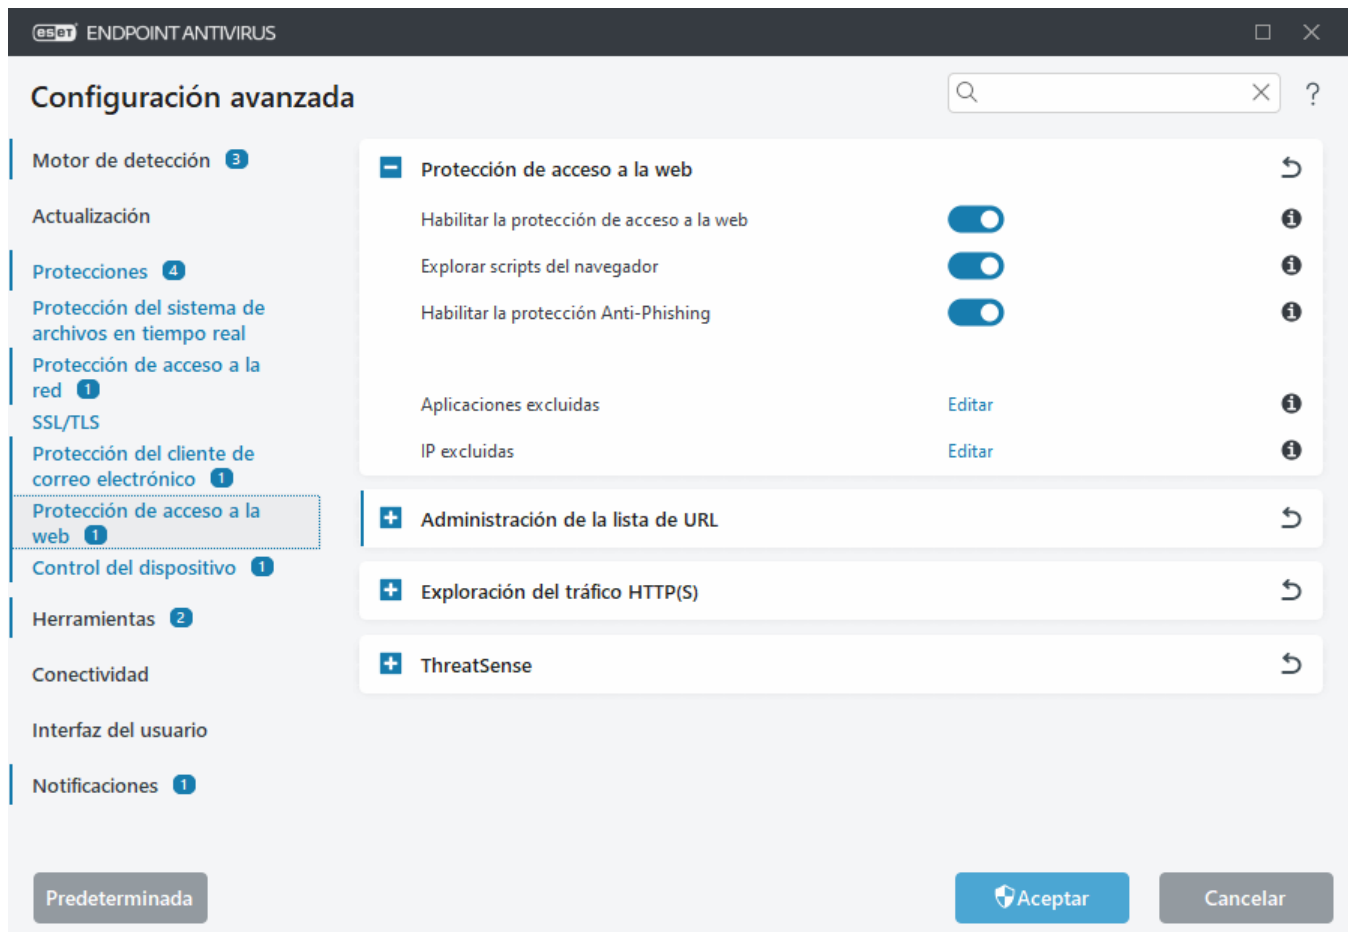 eset ENDPOINT ANTIVIRUS
Configuración avanzada
?
Motor de detección 3
Actualización
Protecciones 4
Protección del sistema de
archivos en tiempo real
Protección de acceso a la
red 1
SSL/TLS
Protección del cliente de
correo electrónico 1
Protección de acceso a la
web 1
Control del dispositivo 1
Herramientas 2
Conectividad
Interfaz del usuario
Notificaciones 1
Protección de acceso a la web
Habilitar la protección de acceso a la web
Explorar scripts del navegador
Habilitar la protección Anti-Phishing
Aplicaciones excluidas Editar
IP excluidas Editar
Administración de la lista de URL
Exploración del tráfico HTTP(S)
ThreatSense
Predeterminada
Aceptar
Cancelar